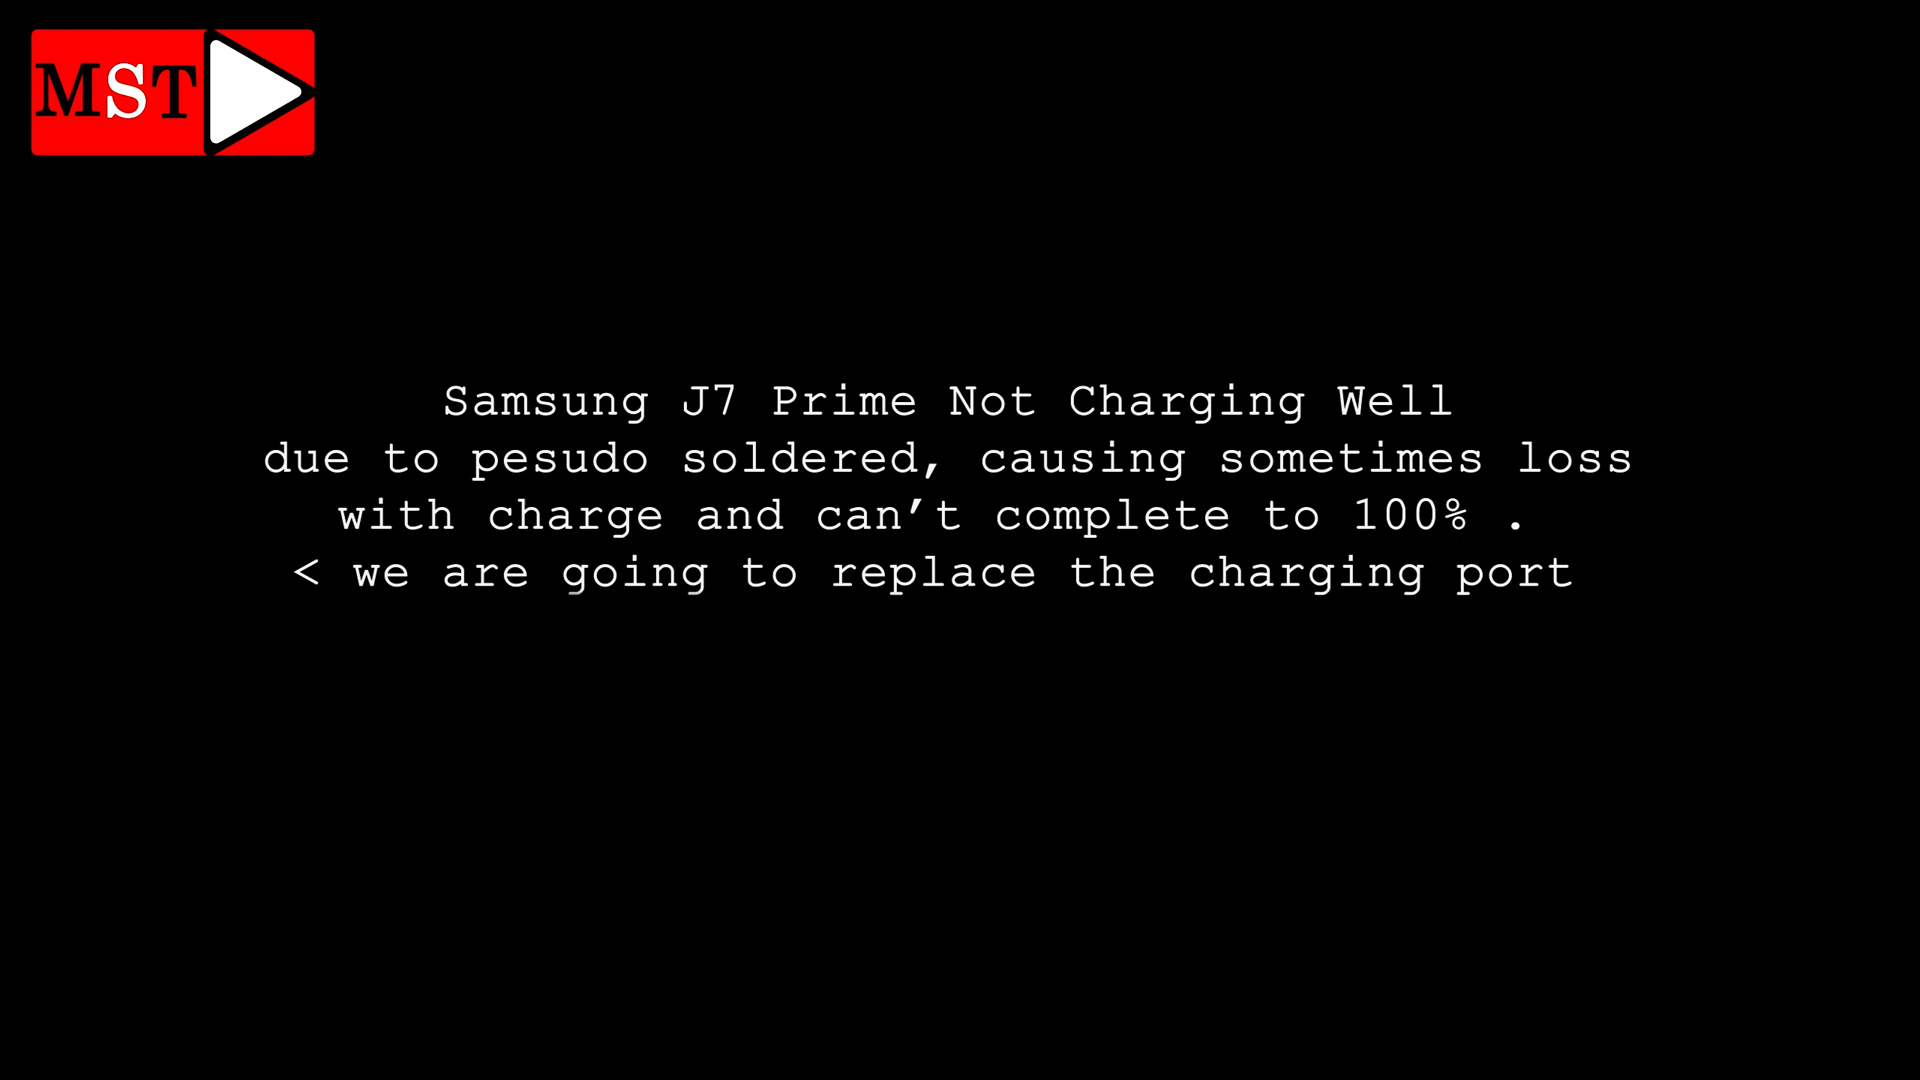 MST
Samsung J7 Prime Not Charging Well
due to pesudo soldered, causing sometimes loss
with charge and can’t complete to 100% .
< we are going to replace the charging port